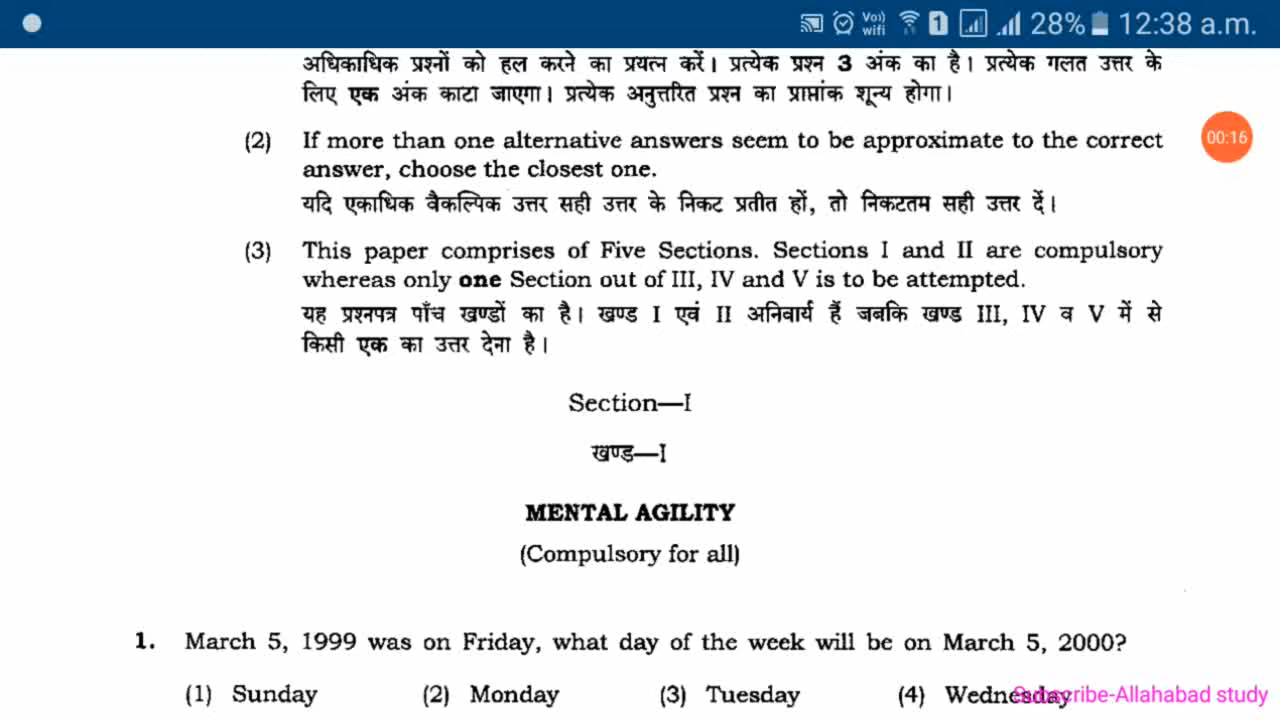 Vo) wifi 1 28% 12:38 a.m.
अधिकाधिक प्रश्नों को हल करने का प्रयत्न करें। प्रत्येक प्रश्न 3 अंक का है। प्रत्येक गलत उत्तर के
लिए एक अंक काटा जाएगा। प्रत्येक अनुत्तरित प्रश्न का प्राप्तांक शून्य होगा।
00:16
(2) If more than one alternative answers seem to be approximate to the correct
answer, choose the closest one.
यदि एकाधिक वैकल्पिक उत्तर सही उत्तर के निकट प्रतीत हों, तो निकटतम सही उत्तर दें।
(3) This paper comprises of Five Sections. Sections I and II are compulsory
whereas only one Section out of III, IV and V is to be attempted.
यह प्रश्नपत्र पाँच खण्डों का है। खण्ड I एवं II अनिवार्य हैं जबकि खण्ड III, IV व V में से
किसी एक का उत्तर देना है।
Section—I
खण्ड—I
MENTAL AGILITY
(Compulsory for all)
1. March 5, 1999 was on Friday, what day of the week will be on March 5, 2000?
(1) Sunday (2) Monday (3) Tuesday (4) Wednesday
Subscribe-Allahabad study